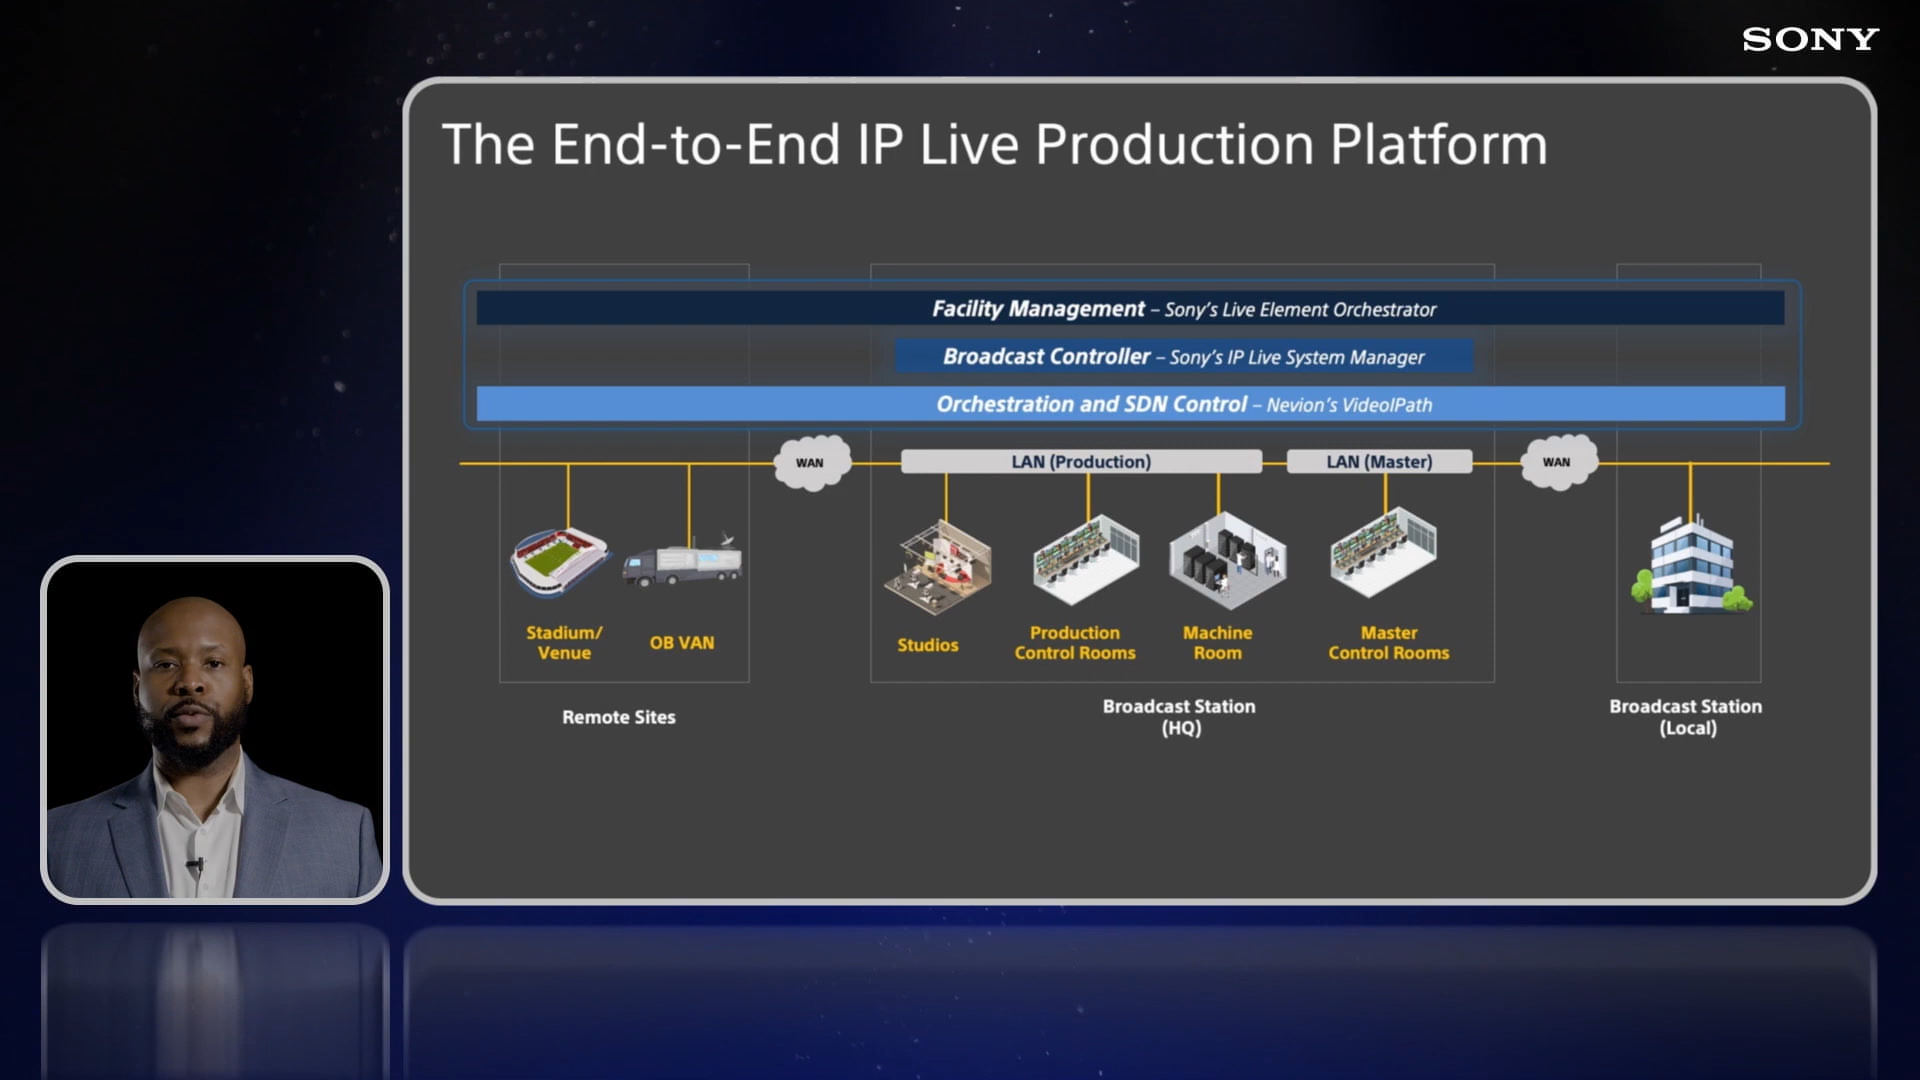 SONY
The End-to-End IP Live Production Platform
Facility Management – Sony's Live Element Orchestrator
Broadcast Controller – Sony's IP Live System Manager
Orchestration and SDN Control – Nevion's VideoIPath
WAN
LAN (Production)
LAN (Master)
WAN
Stadium/
Venue
OB VAN
Studios
Production
Control Rooms
Machine
Room
Master
Control Rooms
Remote Sites
Broadcast Station
(HQ)
Broadcast Station
(Local)